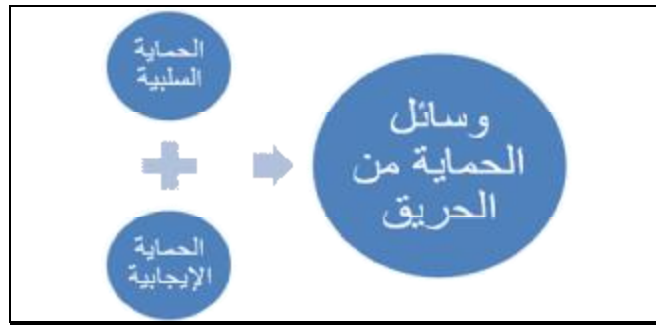 الحماية
السلبية
الحماية
الإيجابية
وسائل
الحماية من
الحريق